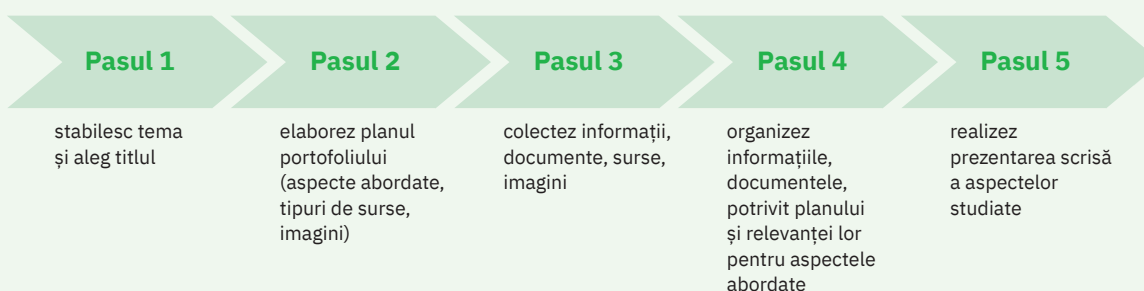 Pasul 1
stabilesc tema
și aleg titlul
Pasul 2
elaborez planul
portofoliului
(aspecte abordate,
tipuri de surse,
imagini)
Pasul 3
colectez informații,
documente, surse,
imagini
Pasul 4
organizez
informațiile,
documentele,
potrivit planului
și relevanței lor
pentru aspectele
abordate
Pasul 5
realizez
prezentarea scrisă
a aspectelor
studiate